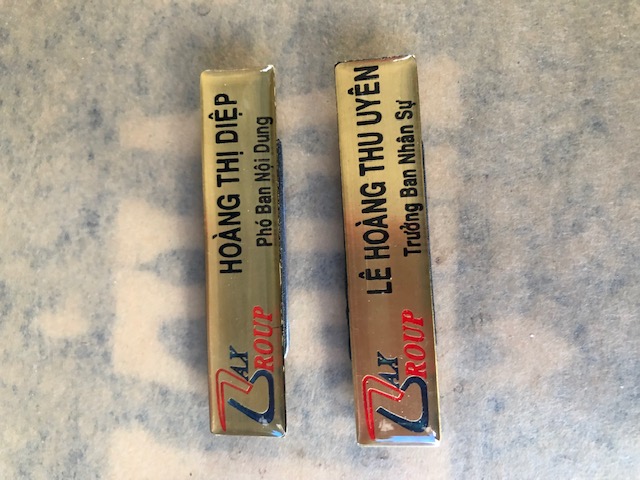 HOÀNG THỊ DIỆP
Phó Ban Nội Dung
AX
ROUP
LÊ HOÀNG THU UYÊN
Trưởng Ban Nhân Sự
AX
ROUP